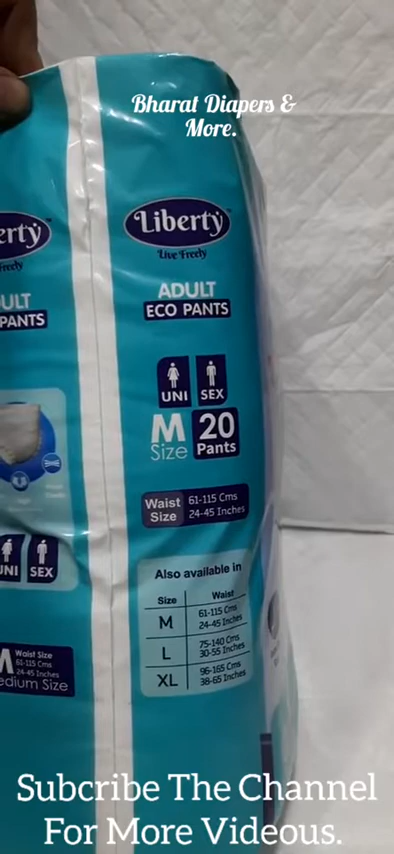 Bharat Diapers &
More.
Liberty
Live Freely
ADULT
ECO PANTS
UNI SEX
M 20
Size Pants
Waist Size 61-115 Cms
24-45 Inches
Also available in
Size Waist
M 61-115 Cms
24-45 Inches
L 75-140 Cms
30-55 Inches
XL 96-165 Cms
38-65 Inches
erty
Freely
ULT
PANTS
UNI SEX
M Waist Size
61-115 Cms
24-45 Inches
edium Size
Subcribe The Channel
For More Videous.